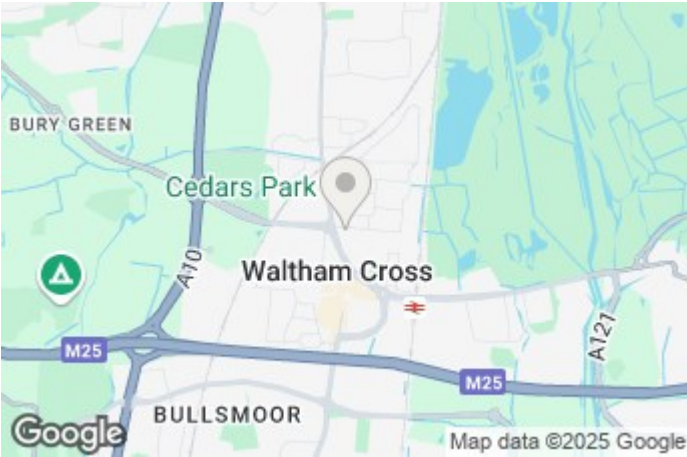 BURY GREEN
Cedars Park
A10
Waltham Cross
A121
M25
M25
BULLSMOOR
Google
Map data ©2025 Google